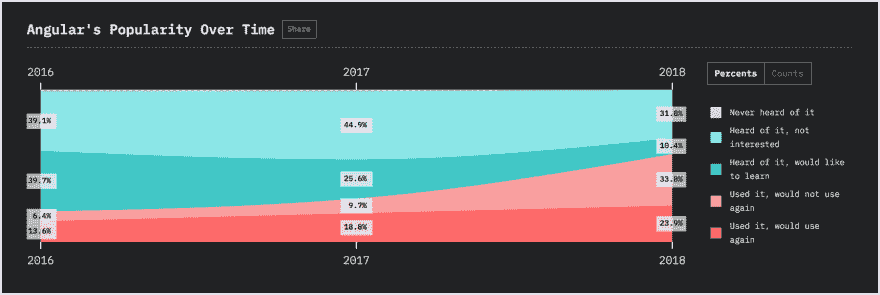 Angular's Popularity Over Time Share
2016 2017 2018
Percents Counts
39.1% 44.9% 31.8%
39.7% 25.6% 10.4%
6.4% 9.7% 33.8%
13.6% 18.8% 23.9%
2016 2017 2018
Never heard of it
Heard of it, not
interested
Heard of it, would like
to learn
Used it, would not use
again
Used it, would use
again